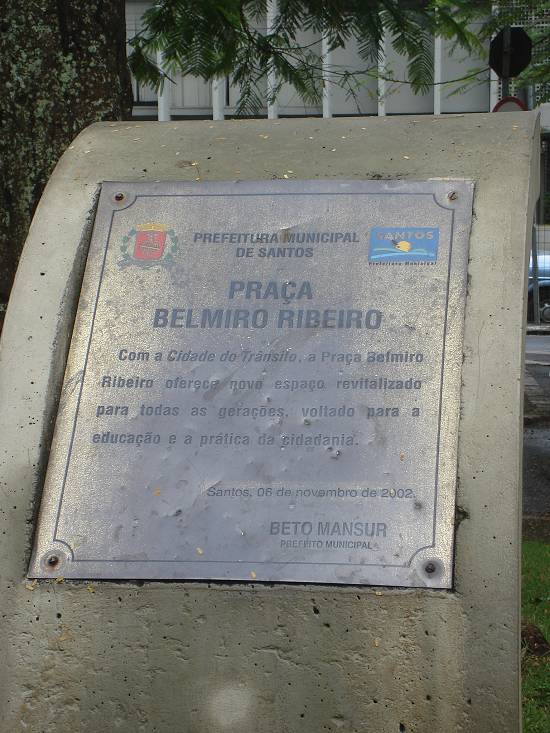 PREFEITURA MUNICIPAL
DE SANTOS
SANTOS
Prefeitura Municipal
PRAÇA
BELMIRO RIBEIRO
Com a Cidade do Trânsito, a Praça Belmiro
Ribeiro oferece novo espaço revitalizado
para todas as gerações, voltado para a
educação e a prática da cidadania.
Santos, 06 de novembro de 2002.
BETO MANSUR
PREFEITO MUNICIPAL